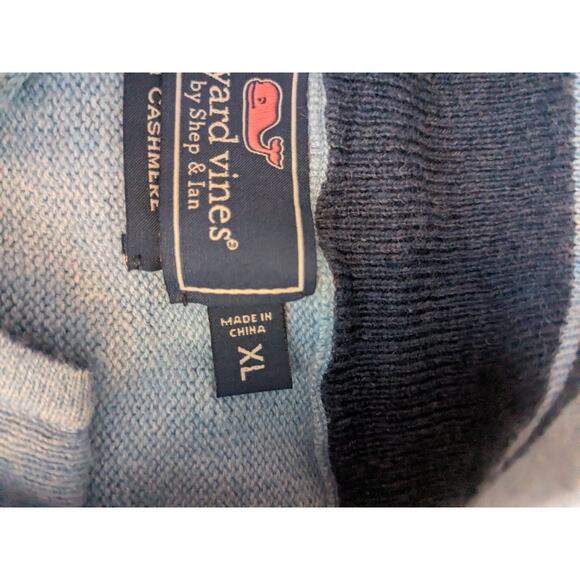 yard vines®
by Shep & Ian
CASHMERE
MADE IN
CHINA
XL